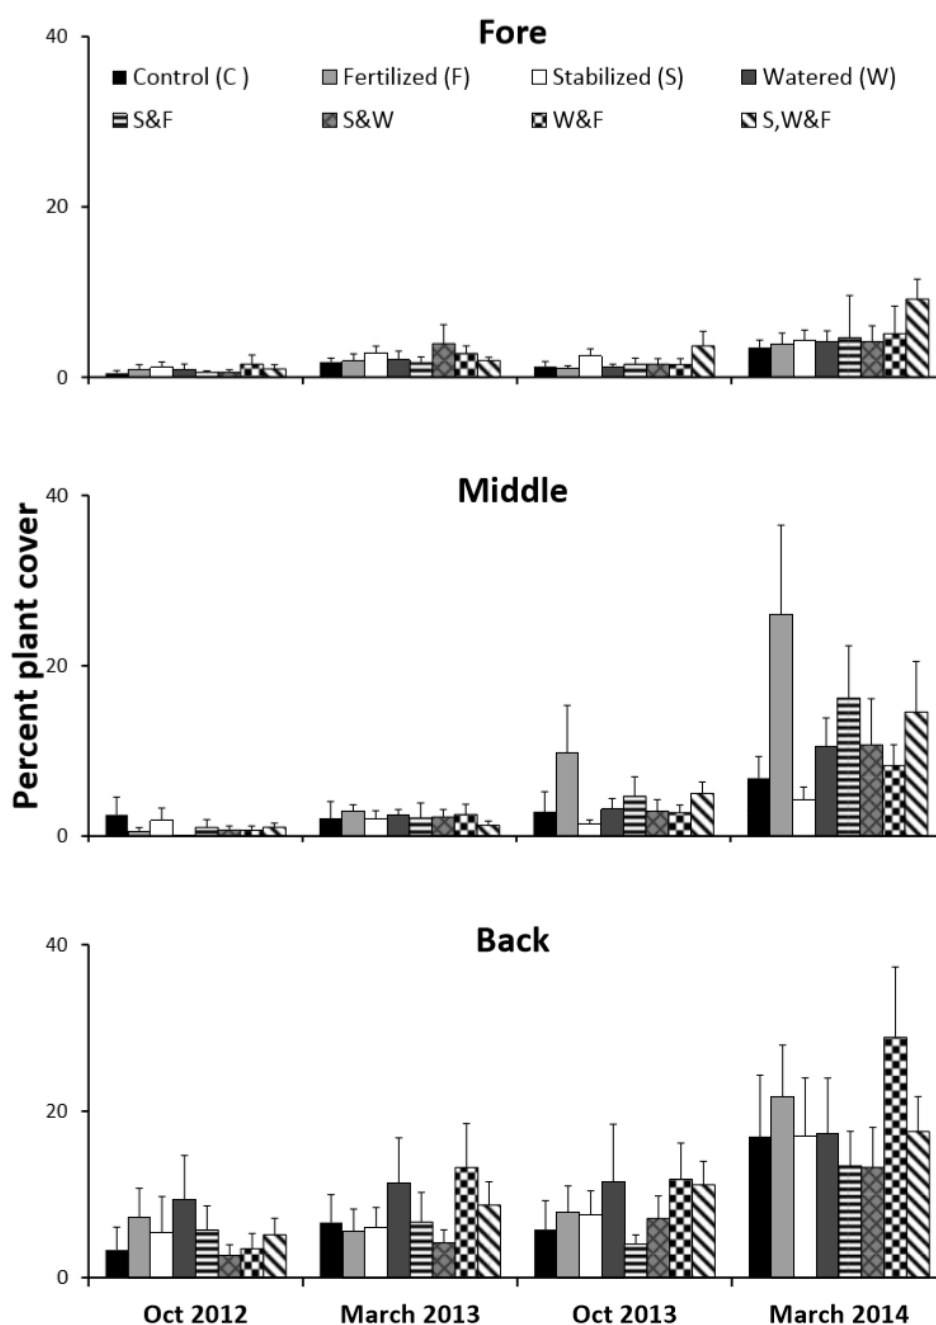 Fore
40
Control (C ) Fertilized (F) Stabilized (S) Watered (W)
S&F S&W W&F S,W&F
20
0
Percent plant cover
Middle
40
20
0
Back
40
20
0
Oct 2012 March 2013 Oct 2013 March 2014